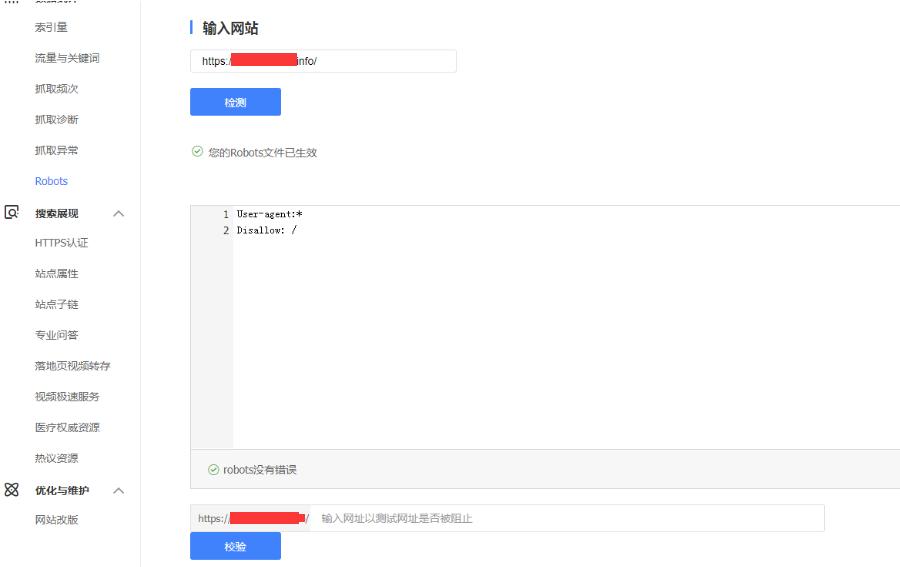 索引量
流量与关键词
抓取频次
抓取诊断
抓取异常
Robots
搜索展现
HTTPS认证
站点属性
站点子链
专业问答
落地页视频转存
视频极速服务
医疗权威资源
热议资源
优化与维护
网站改版
输入网站
https:/ info/
检测
您的Robots文件已生效
1 User-agent:*
2 Disallow: /
robots没有错误
https:/ / 输入网址以测试网址是否被阻止
校验